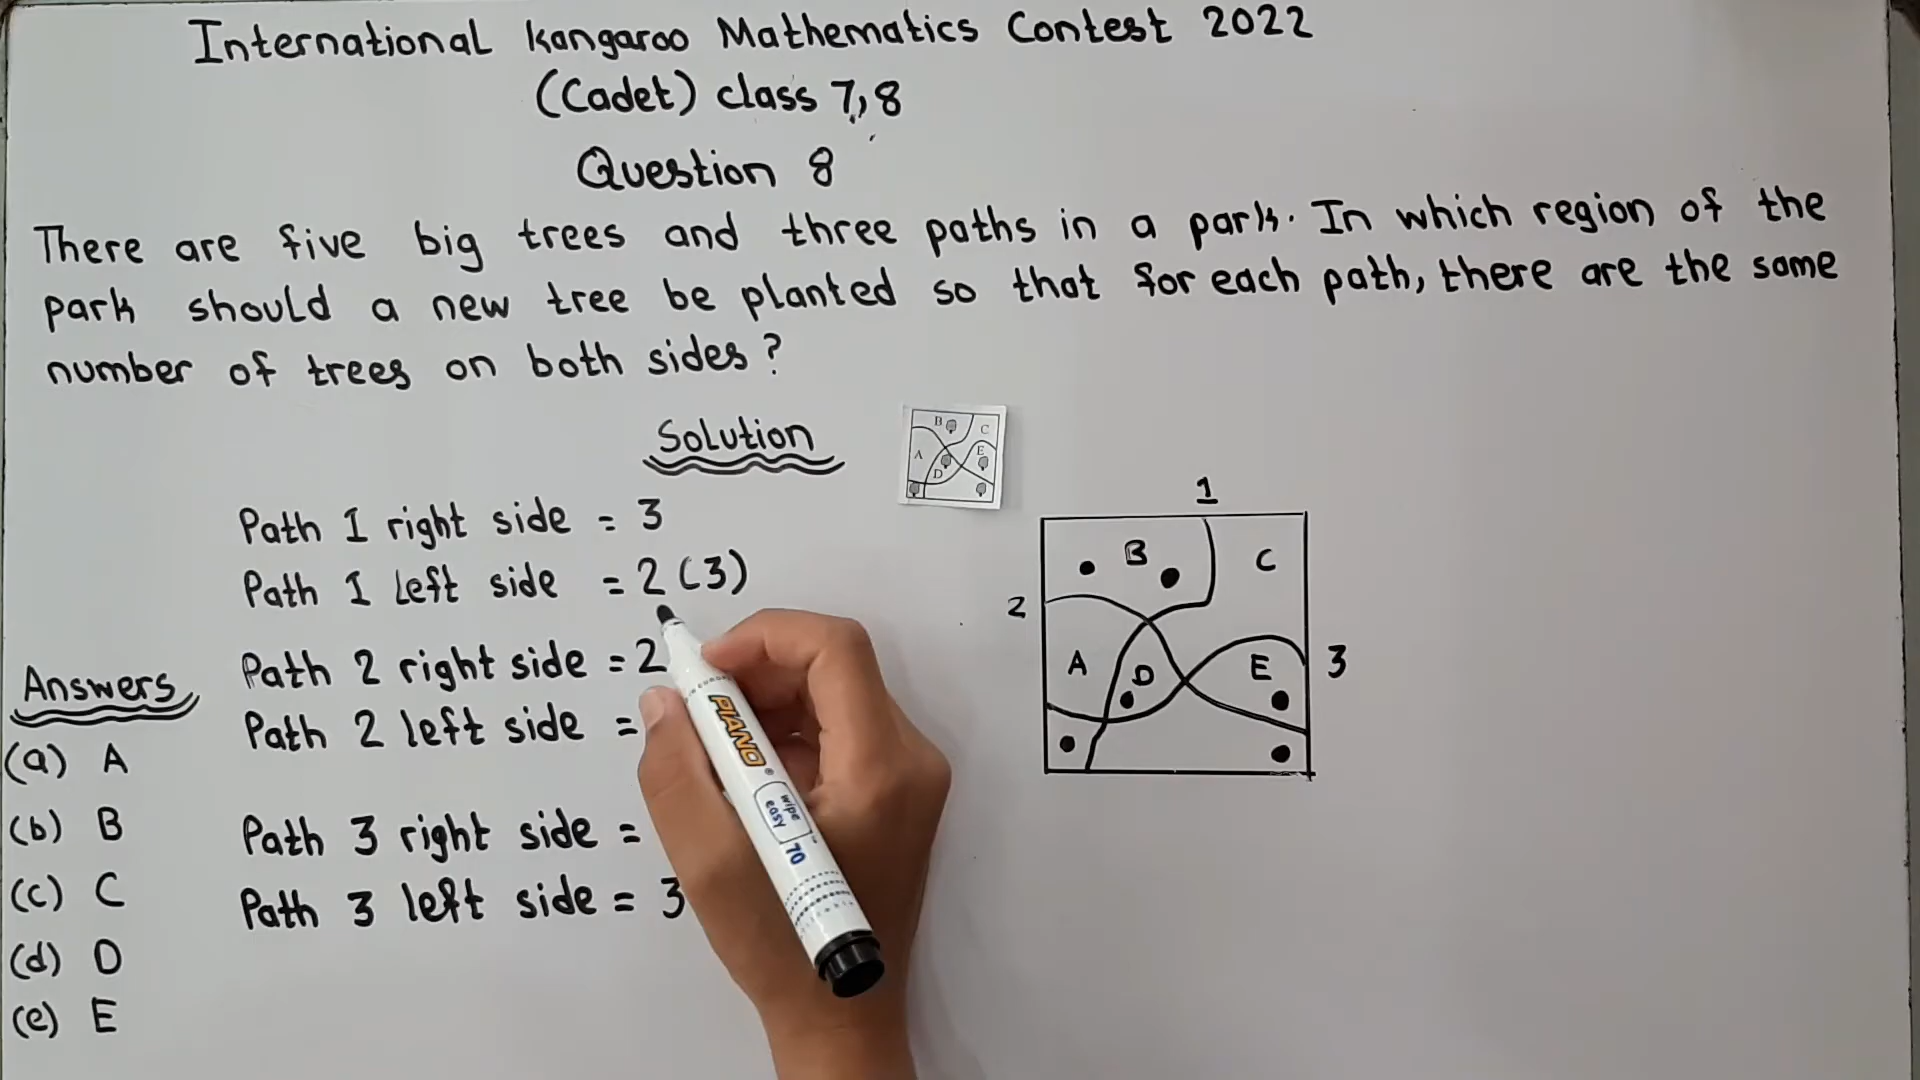 International Kangaroo Mathematics Contest 2022
(Cadet) class 7,8
Question 8
There are five big trees and three paths in a park. In which region of the
park should a new tree be planted so that for each path, there are the same
number of trees on both sides?
Solution
B
C
A
E
D
Path 1 right side = 3
Path 1 left side = 2 (3)
Path 2 right side = 2
Path 2 left side =
Path 3 right side =
Path 3 left side = 3
Answers
(a) A
(b) B
(c) C
(d) D
(e) E
1
B
C
2
A
D
E
3
PIANO
wipe easy
70